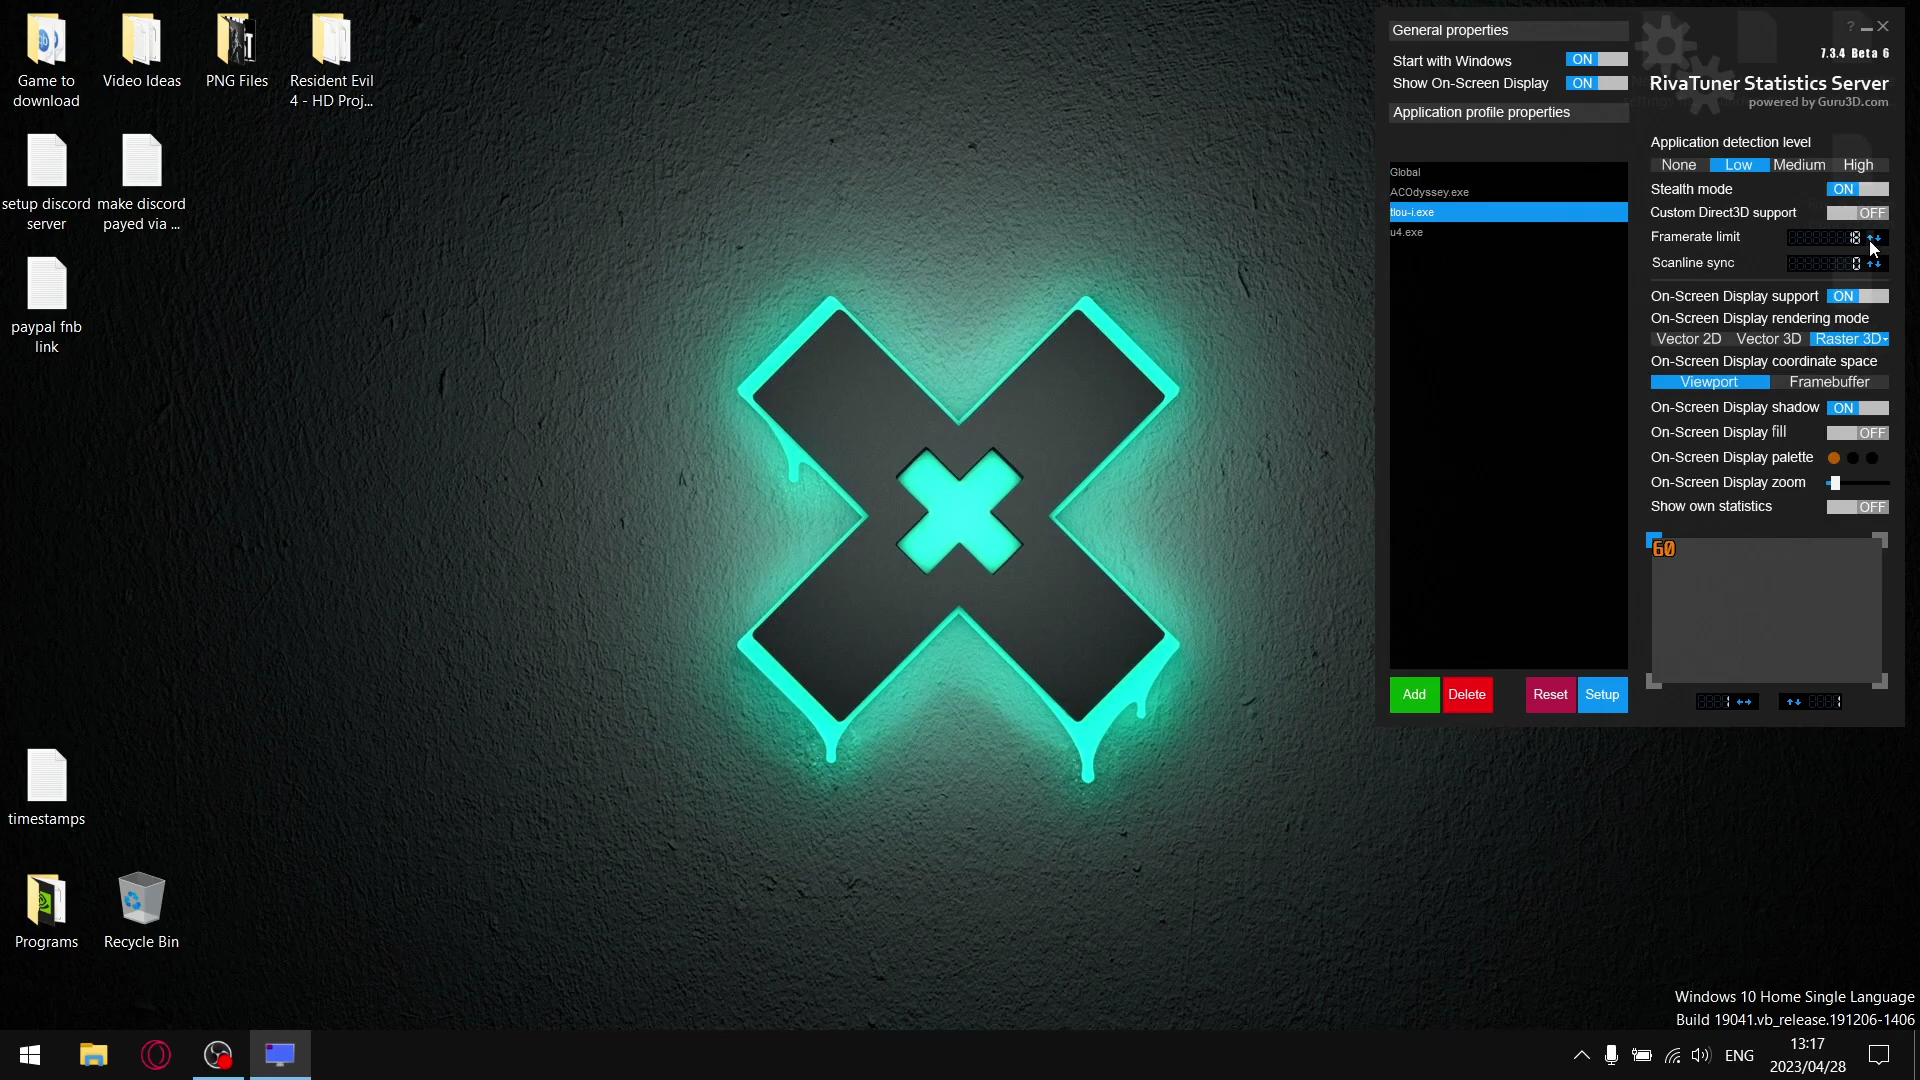 Game to
download
Video Ideas
PNG Files
Resident Evil
4 - HD Proj...
setup discord
server
make discord
payed via ...
paypal fnb
link
timestamps
Programs
Recycle Bin
General properties
Start with Windows ON
Show On-Screen Display ON
Application profile properties
Global
ACOdyssey.exe
tlou-i.exe
u4.exe
Add
Delete
Reset
Setup
?
7.3.4 Beta 6
RivaTuner Statistics Server
powered by Guru3D.com
Application detection level
None Low Medium High
Stealth mode ON
Custom Direct3D support OFF
Framerate limit
Scanline sync 0
On-Screen Display support ON
On-Screen Display rendering mode
Vector 2D Vector 3D Raster 3D
On-Screen Display coordinate space
Viewport Framebuffer
On-Screen Display shadow ON
On-Screen Display fill OFF
On-Screen Display palette
On-Screen Display zoom
Show own statistics OFF
60
1
1
Windows 10 Home Single Language
Build 19041.vb_release.191206-1406
ENG
13:17
2023/04/28